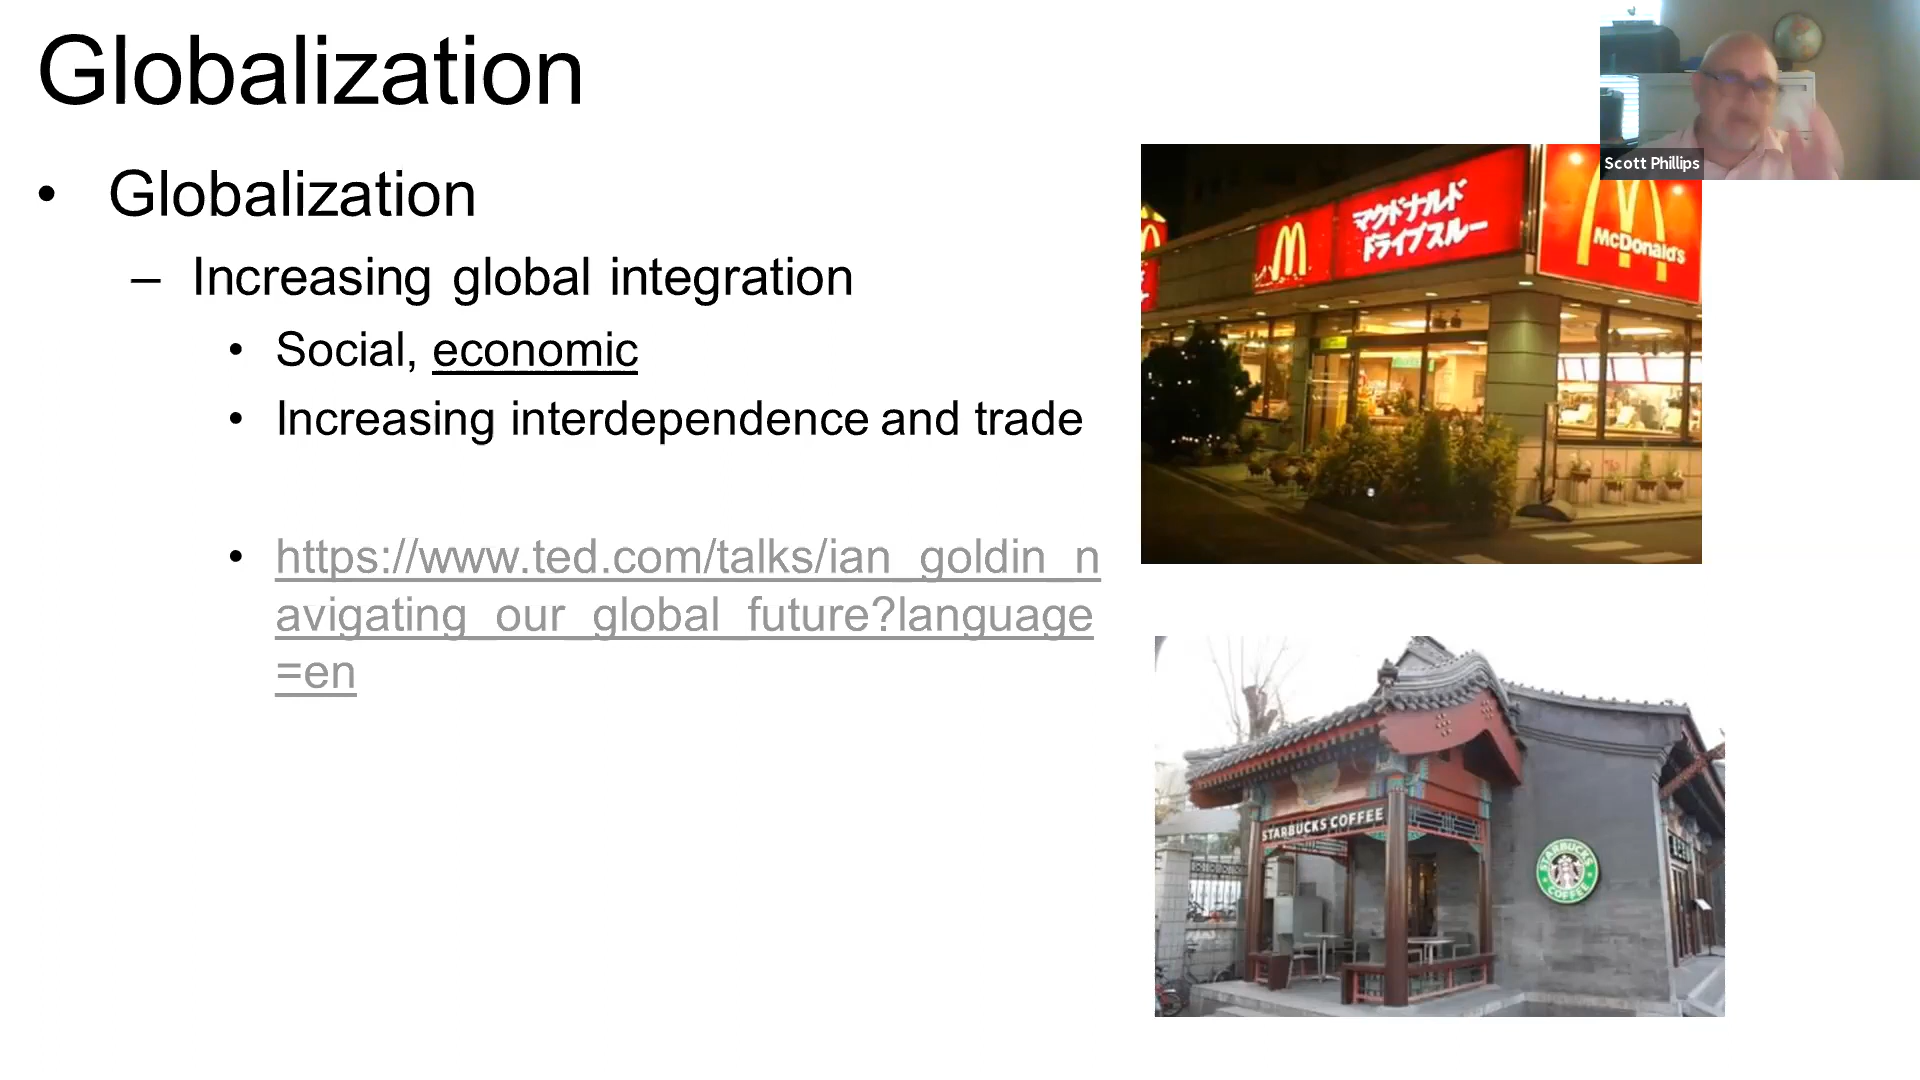 Globalization
• Globalization
– Increasing global integration
• Social, economic
• Increasing interdependence and trade
• https://www.ted.com/talks/ian_goldin_n
avigating_our_global_future?language
=en
Scott Phillips
マクドナルド
ドライブスルー
McDonald's
STARBUCKS COFFEE
STARBUCKS
COFFEE